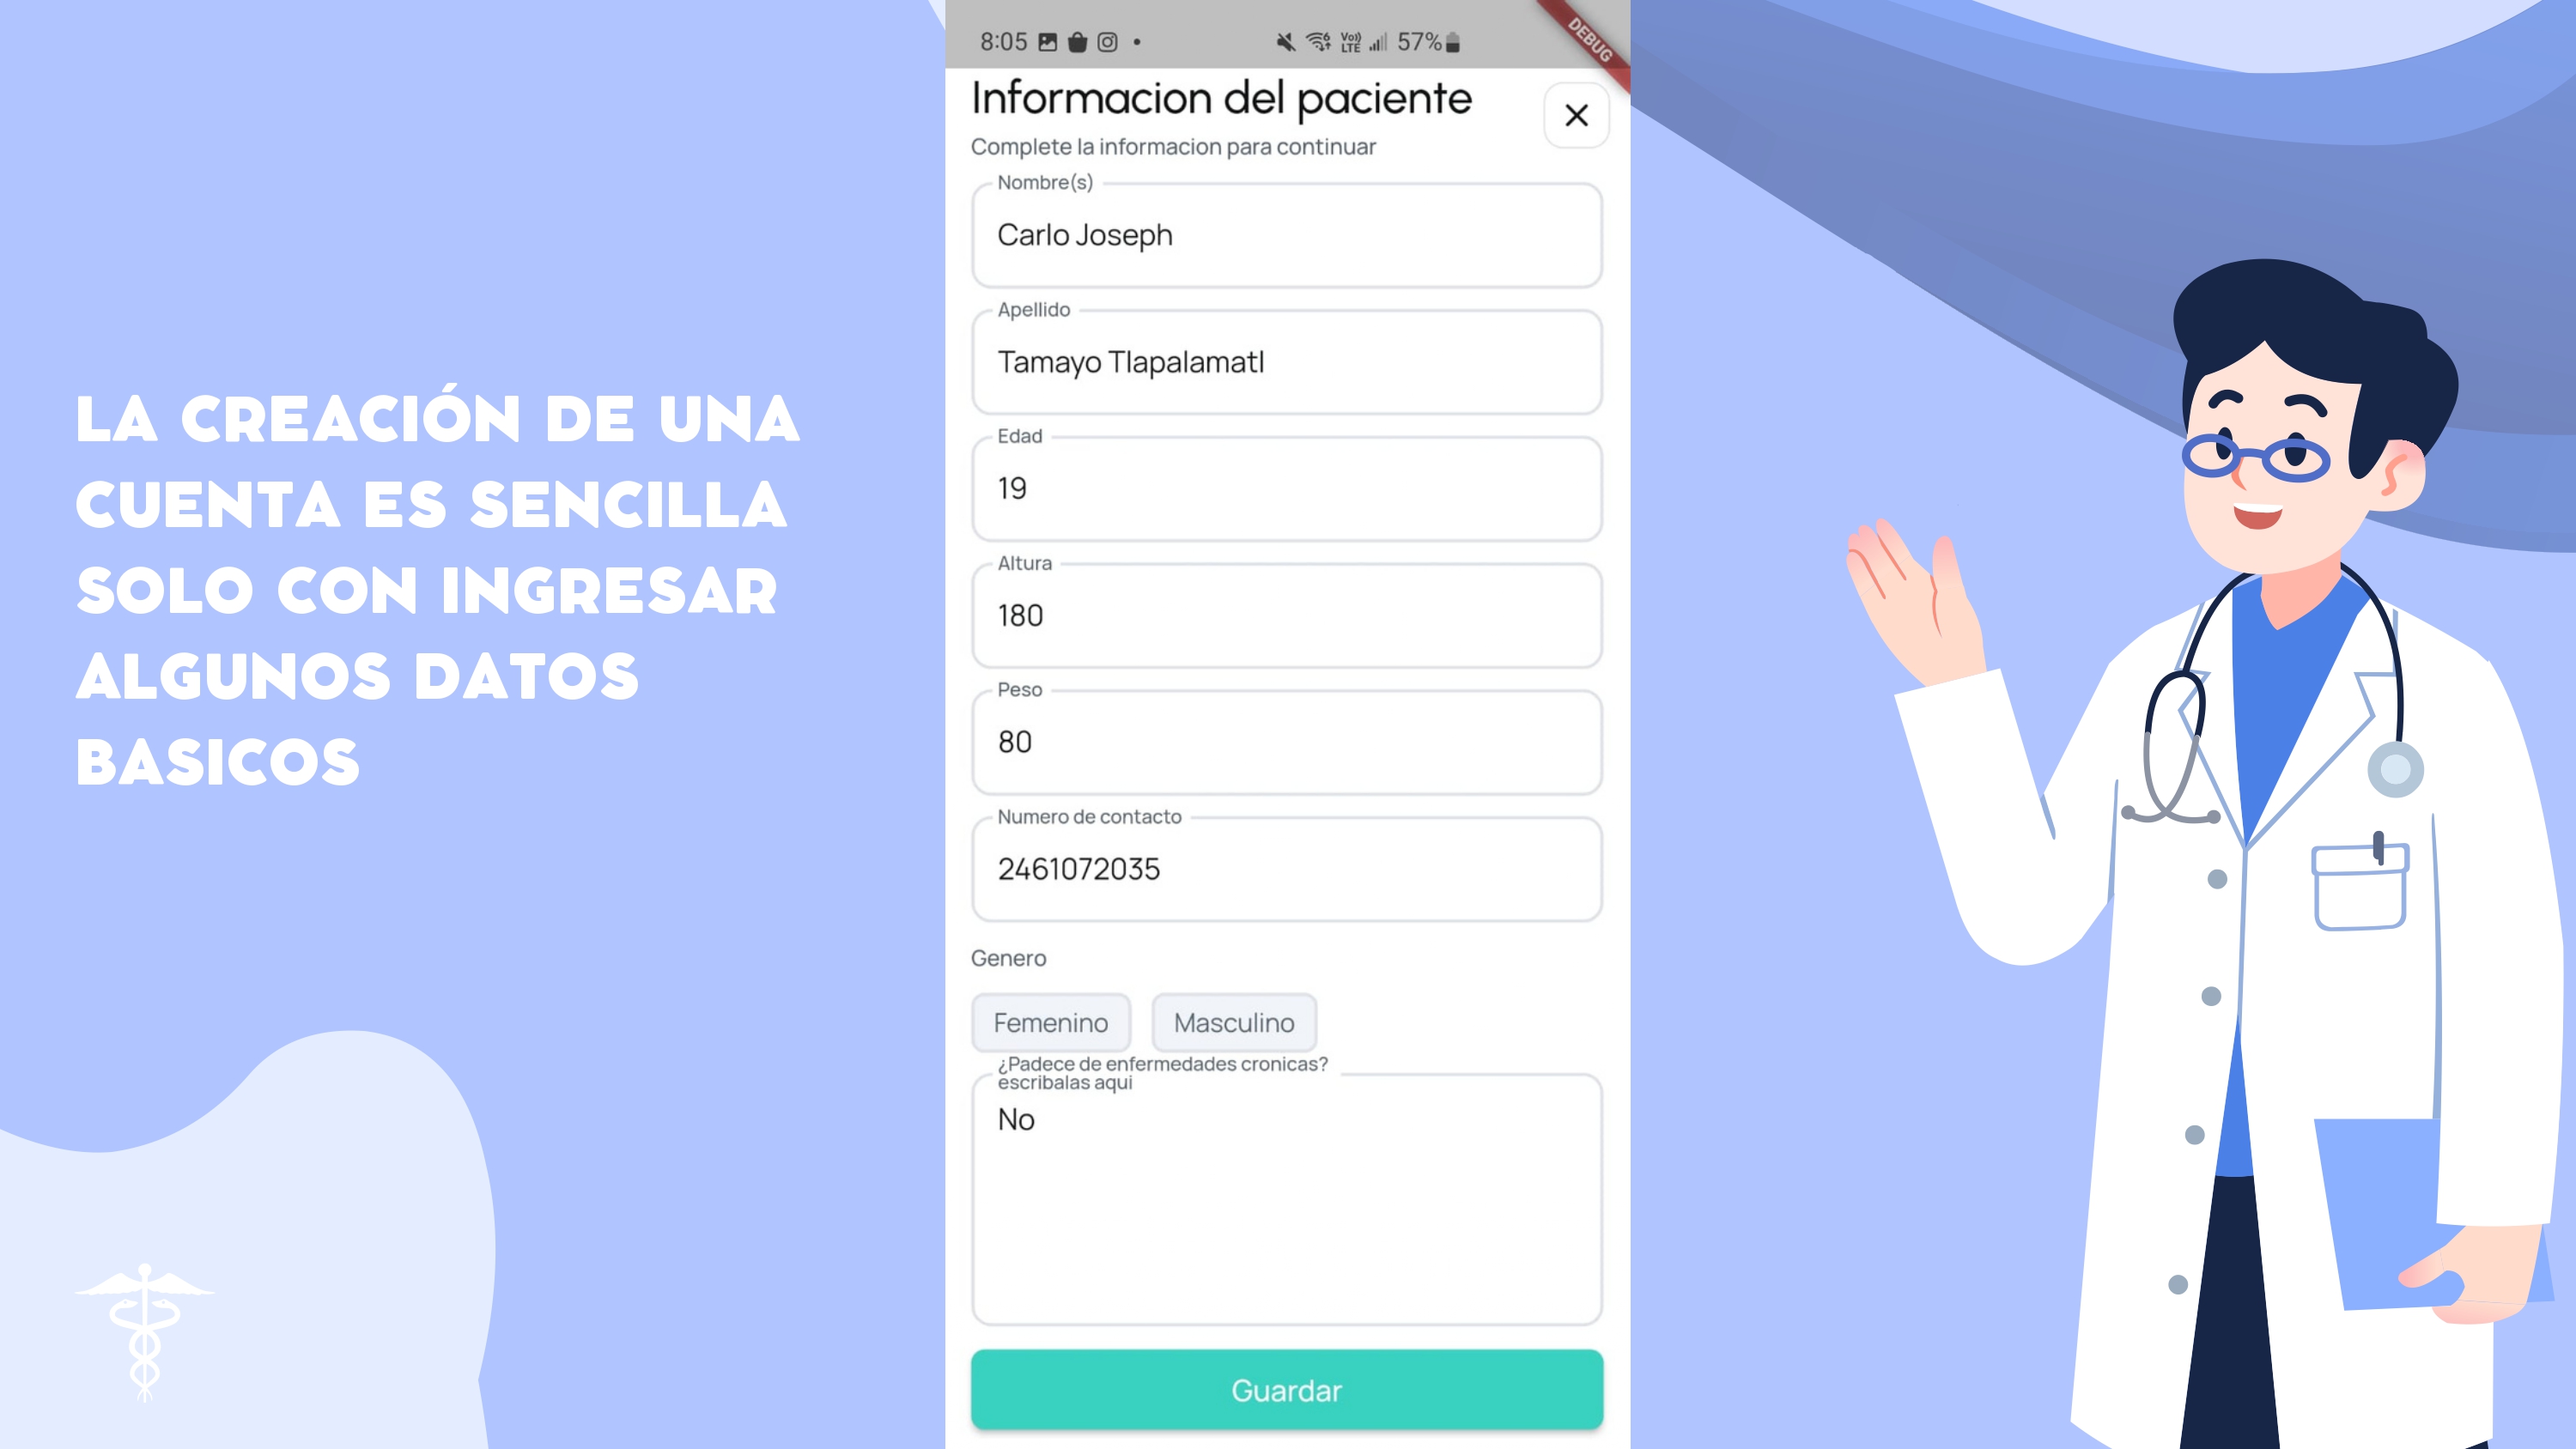 LA CREACIÓN DE UNA
CUENTA ES SENCILLA
SOLO CON INGRESAR
ALGUNOS DATOS
BASICOS
8:05
Vo))
LTE
57%
DEBUG
Informacion del paciente
Complete la informacion para continuar
Nombre(s)
Carlo Joseph
Apellido
Tamayo Tlapalamatl
Edad
19
Altura
180
Peso
80
Numero de contacto
2461072035
Genero
Femenino Masculino
¿Padece de enfermedades cronicas?
escribalas aqui
No
Guardar